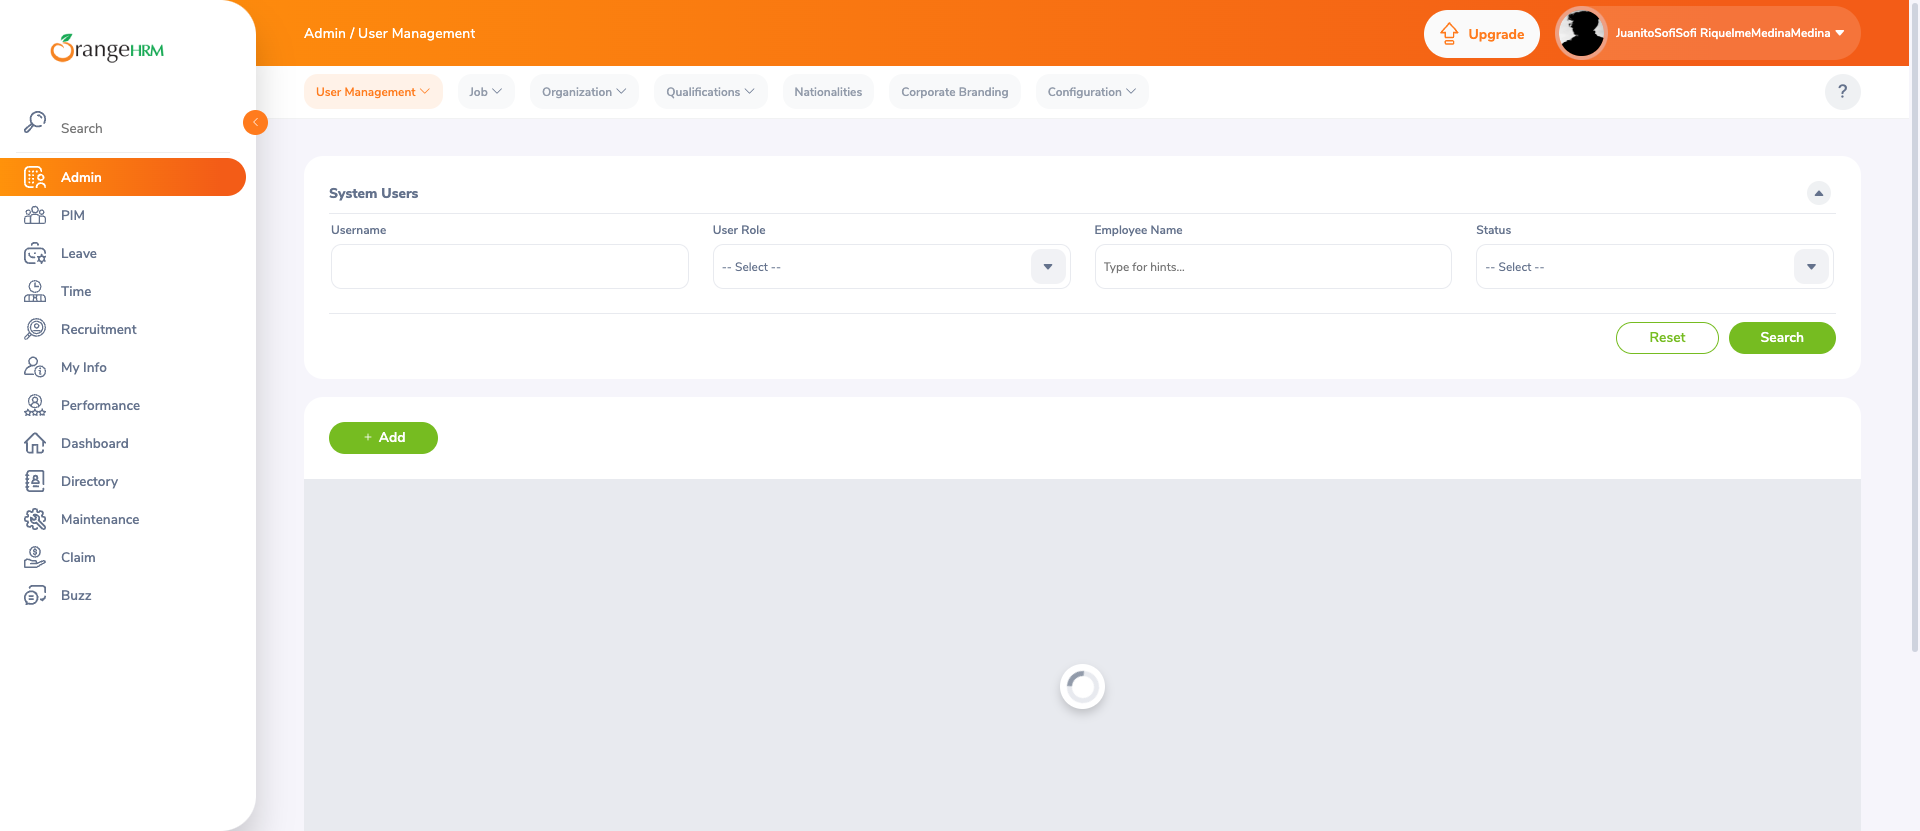 OrangeHRM
Search
Admin
PIM
Leave
Time
Recruitment
My Info
Performance
Dashboard
Directory
Maintenance
Claim
Buzz
Admin / User Management
Upgrade
JuanitoSofiSofi RiquelmeMedinaMedina
User Management
Job
Organization
Qualifications
Nationalities
Corporate Branding
Configuration
?
System Users
Username
User Role
Employee Name
Status
-- Select --
Type for hints...
-- Select --
Reset
Search
+ Add